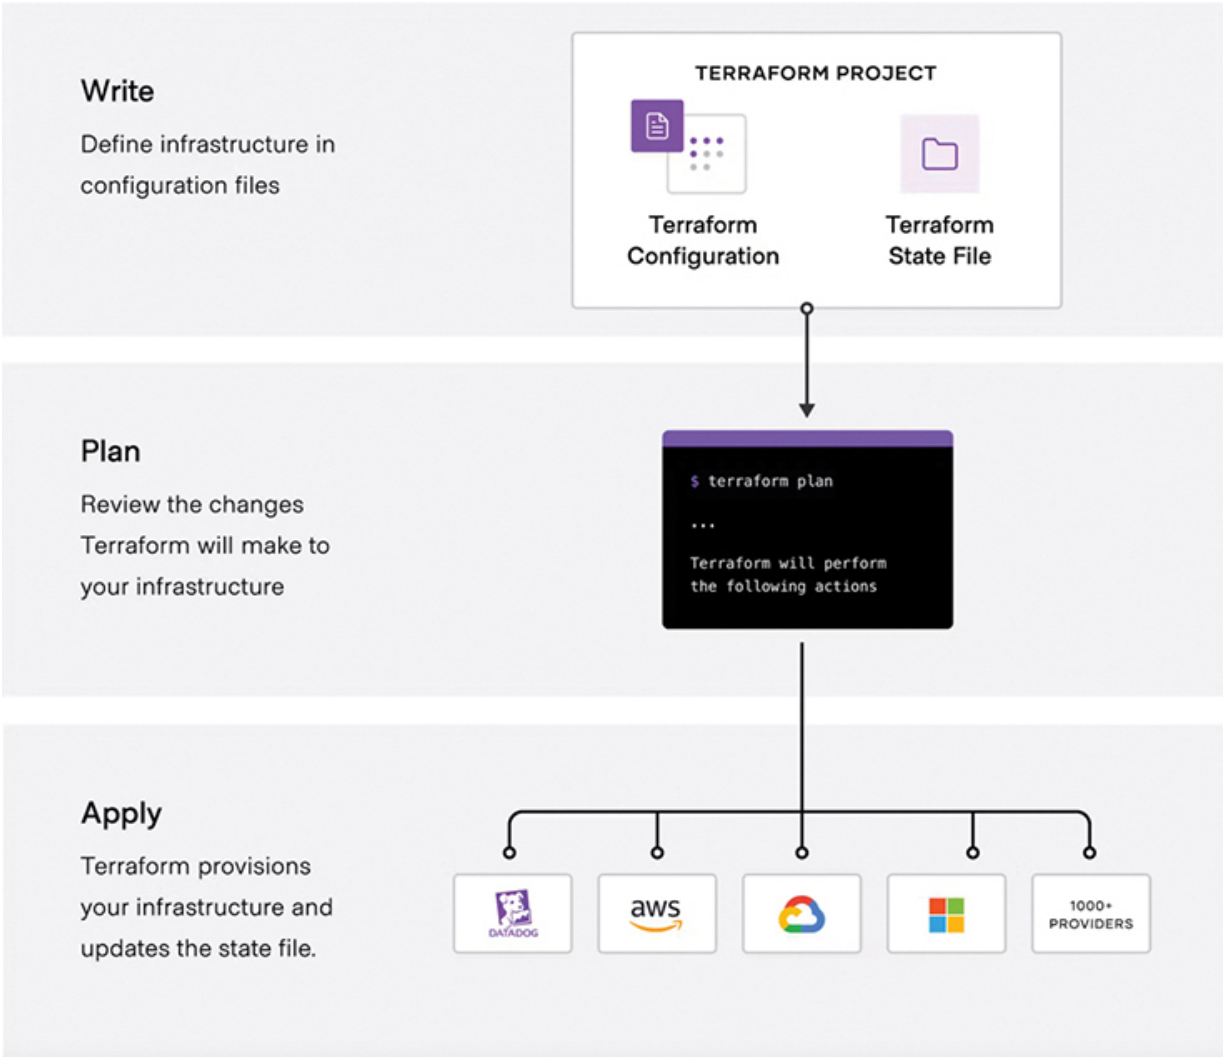 Write
Define infrastructure in
configuration files
TERRAFORM PROJECT
Terraform
Configuration
Terraform
State File
Plan
Review the changes
Terraform will make to
your infrastructure
$ terraform plan
...
Terraform will perform
the following actions
Apply
Terraform provisions
your infrastructure and
updates the state file.
DATADOG
aws
1000+
PROVIDERS